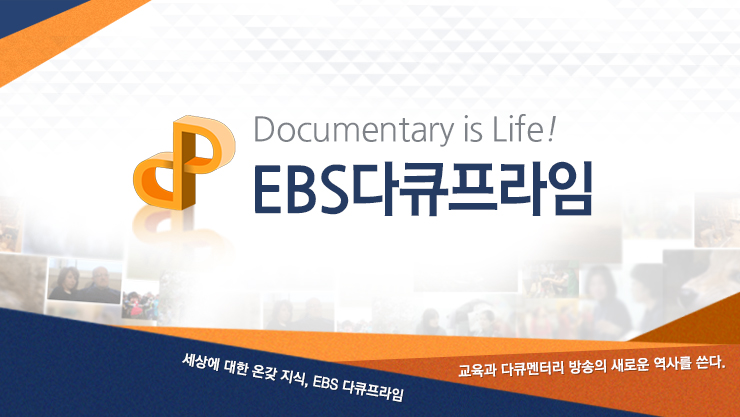 Documentary is Life!
EBS다큐프라임
세상에 대한 온갖 지식, EBS 다큐프라임
교육과 다큐멘터리 방송의 새로운 역사를 쓴다.